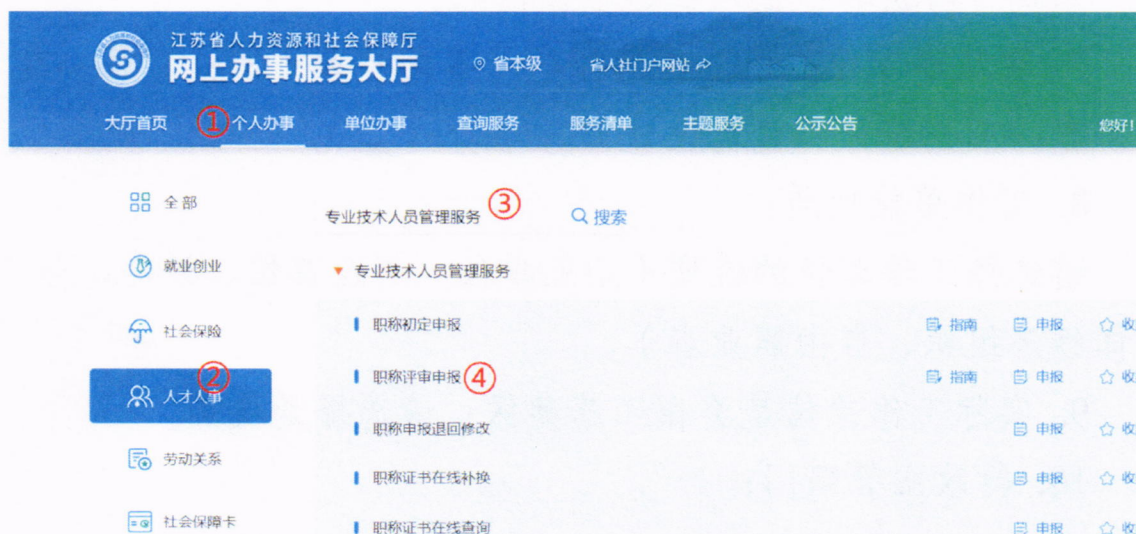 江苏省人力资源和社会保障厅
网上办事服务大厅 省本级 省人社门户网站
大厅首页 ① 个人办事 单位办事 查询服务 服务清单 主题服务 公示公告 您好!
全部
专业技术人员管理服务 ③ 搜索
就业创业
专业技术人员管理服务
社会保险
职称初定申报 指南 申报 收
② 人才人事
职称评审申报 ④ 指南 申报 收
职称申报退回修改 申报 收
劳动关系
职称证书在线补换 申报 收
社会保障卡
职称证书在线查询 申报 收